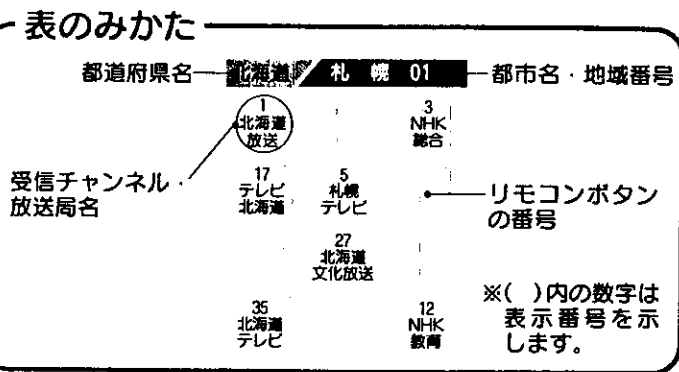 表のみかた
都道府県名
北海道 札幌 01
都市名・地域番号
1
北海道
放送
3
NHK
総合
受信チャンネル・
放送局名
17
テレビ
北海道
5
札幌
テレビ
リモコンボタン
の番号
27
北海道
文化放送
35
北海道
テレビ
12
NHK
教育
※( )内の数字は
表示番号を示
します。